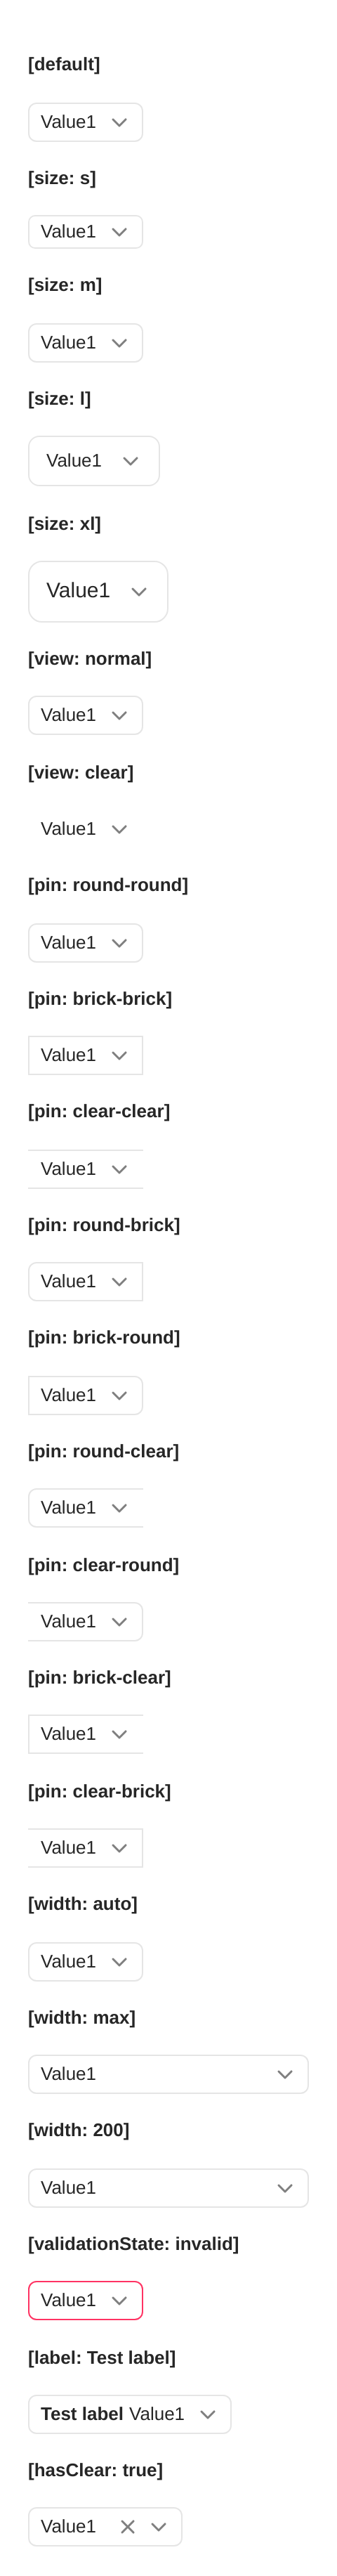 [default]
Value1
[size: s]
Value1
[size: m]
Value1
[size: l]
Value1
[size: xl]
Value1
[view: normal]
Value1
[view: clear]
Value1
[pin: round-round]
Value1
[pin: brick-brick]
Value1
[pin: clear-clear]
Value1
[pin: round-brick]
Value1
[pin: brick-round]
Value1
[pin: round-clear]
Value1
[pin: clear-round]
Value1
[pin: brick-clear]
Value1
[pin: clear-brick]
Value1
[width: auto]
Value1
[width: max]
Value1
[width: 200]
Value1
[validationState: invalid]
Value1
[label: Test label]
Test label Value1
[hasClear: true]
Value1